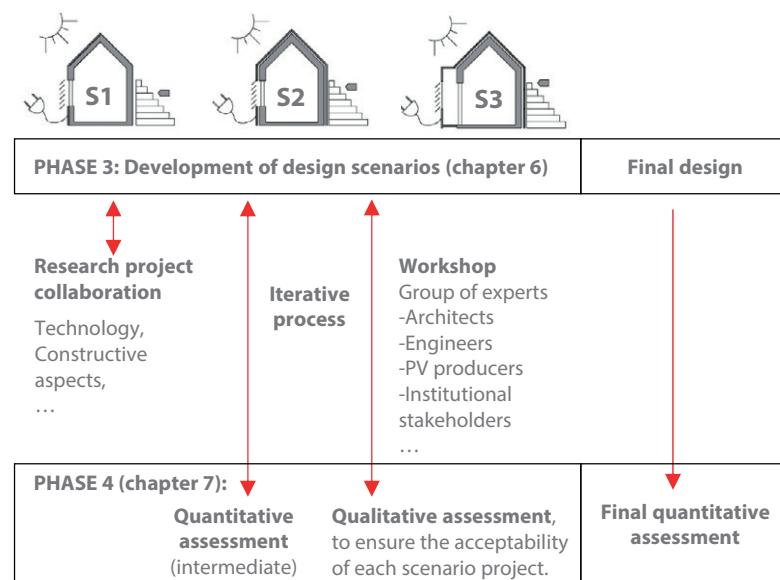 S1
S2
S3
PHASE 3: Development of design scenarios (chapter 6)
Final design
Research project
collaboration
Technology,
Constructive
aspects,
…
Iterative
process
Workshop
Group of experts
-Architects
-Engineers
-PV producers
-Institutional
stakeholders
…
PHASE 4 (chapter 7):
Quantitative
assessment
(intermediate)
Qualitative assessment,
to ensure the acceptability
of each scenario project.
Final quantitative
assessment